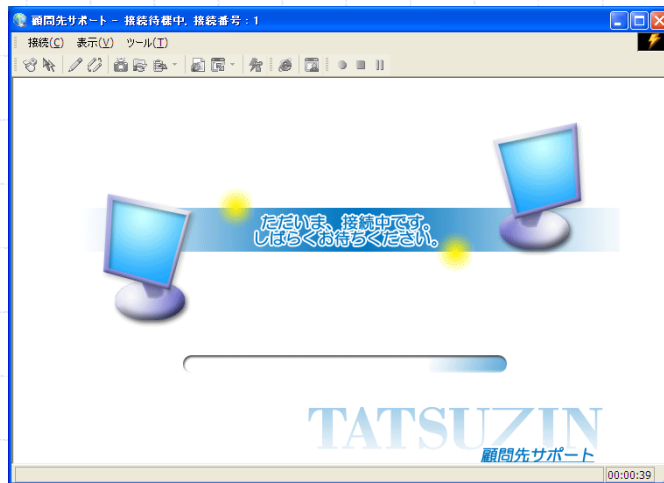 顧問先サポート - 接続待機中, 接続番号 : 1
接続(C) 表示(V) ツール(T)
ただいま、接続中です。
しばらくお待ちください。
TATSUZIN
顧問先サポート
00:00:39